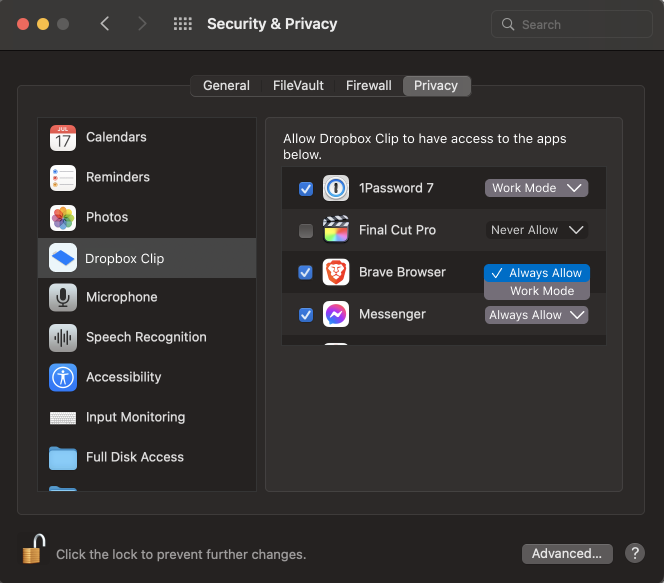 Security & Privacy
Search
General
FileVault
Firewall
Privacy
JUL
17
Calendars
Reminders
Photos
Dropbox Clip
Microphone
Speech Recognition
Accessibility
Input Monitoring
Full Disk Access
Allow Dropbox Clip to have access to the apps
below.
1Password 7
Work Mode
Final Cut Pro
Never Allow
Brave Browser
Always Allow
Work Mode
Messenger
Always Allow
Click the lock to prevent further changes.
Advanced...
?